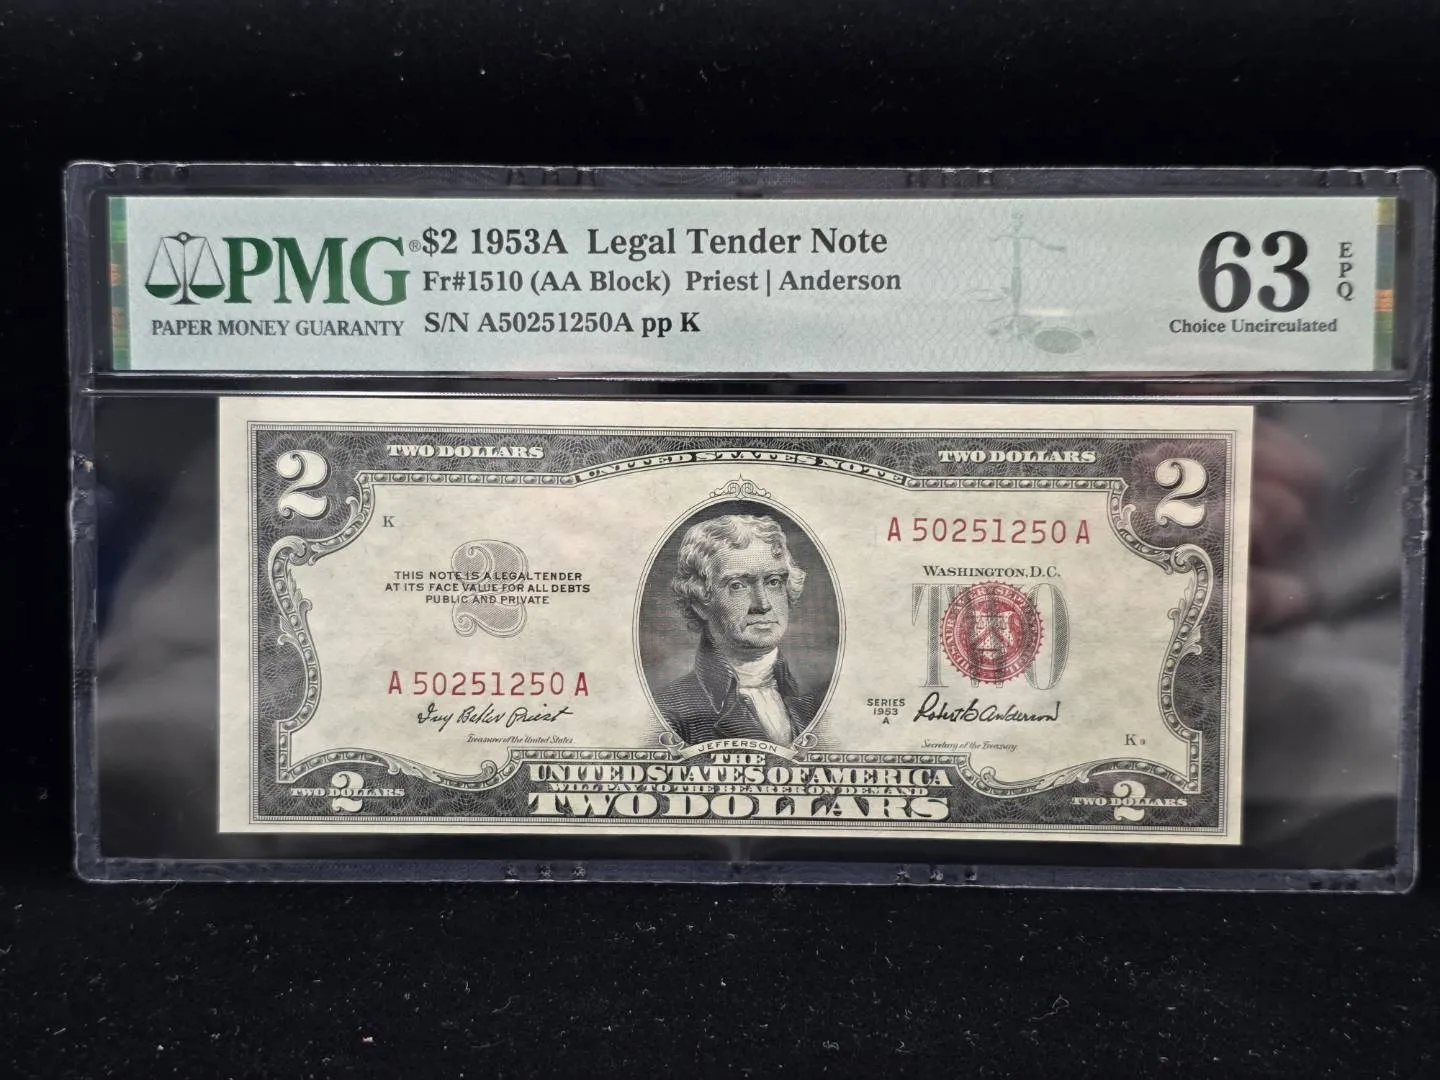 PMG®
PAPER MONEY GUARANTY
$2 1953A Legal Tender Note
Fr#1510 (AA Block) Priest | Anderson
S/N A50251250A pp K
63 EPQ
Choice Uncirculated
2 TWO DOLLARS UNITED STATES NOTE TWO DOLLARS 2
K
A 50251250 A
THIS NOTE IS A LEGAL TENDER
AT ITS FACE VALUE FOR ALL DEBTS
PUBLIC AND PRIVATE
2
WASHINGTON, D.C.
TWO
A 50251250 A
Ivy Baker Priest
Treasurer of the United States
SERIES
1953
A
Robert B Anderson
Secretary of the Treasury
K
JEFFERSON
THE
UNITED STATES OF AMERICA
WILL PAY TO THE BEARER ON DEMAND
TWO DOLLARS
2
TWO DOLLARS
2
TWO DOLLARS